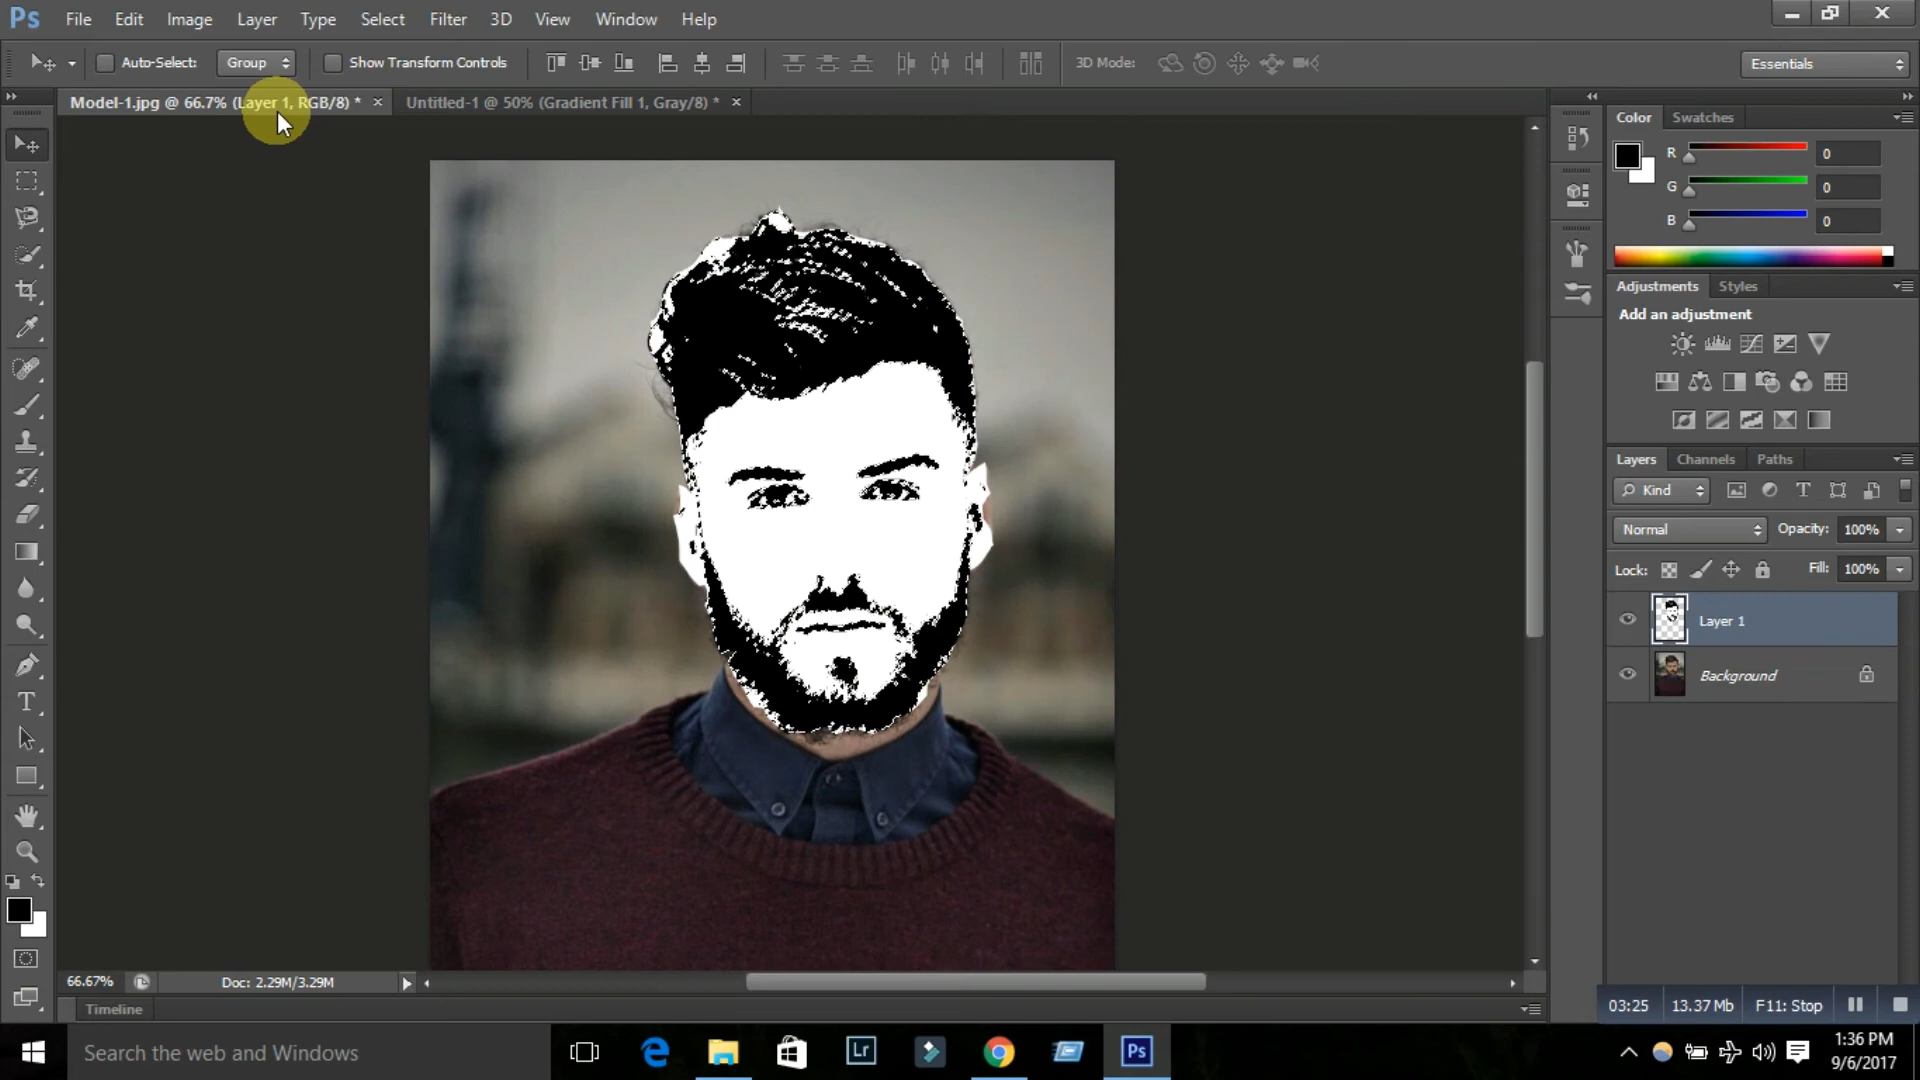 Ps File Edit Image Layer Type Select Filter 3D View Window Help
Auto-Select: Group Show Transform Controls 3D Mode: Essentials
Model-1.jpg @ 66.7% (Layer 1, RGB/8) * × Untitled-1 @ 50% (Gradient Fill 1, Gray/8) * ×
Color Swatches
R 0
G 0
B 0
Adjustments Styles
Add an adjustment
Layers Channels Paths
Kind
Normal Opacity: 100%
Lock: Fill: 100%
Layer 1
Background
66.67% Doc: 2.29M/3.29M
Timeline
03:25 13.37 Mb F11: Stop
Search the web and Windows
Lr
Ps
1:36 PM
9/6/2017